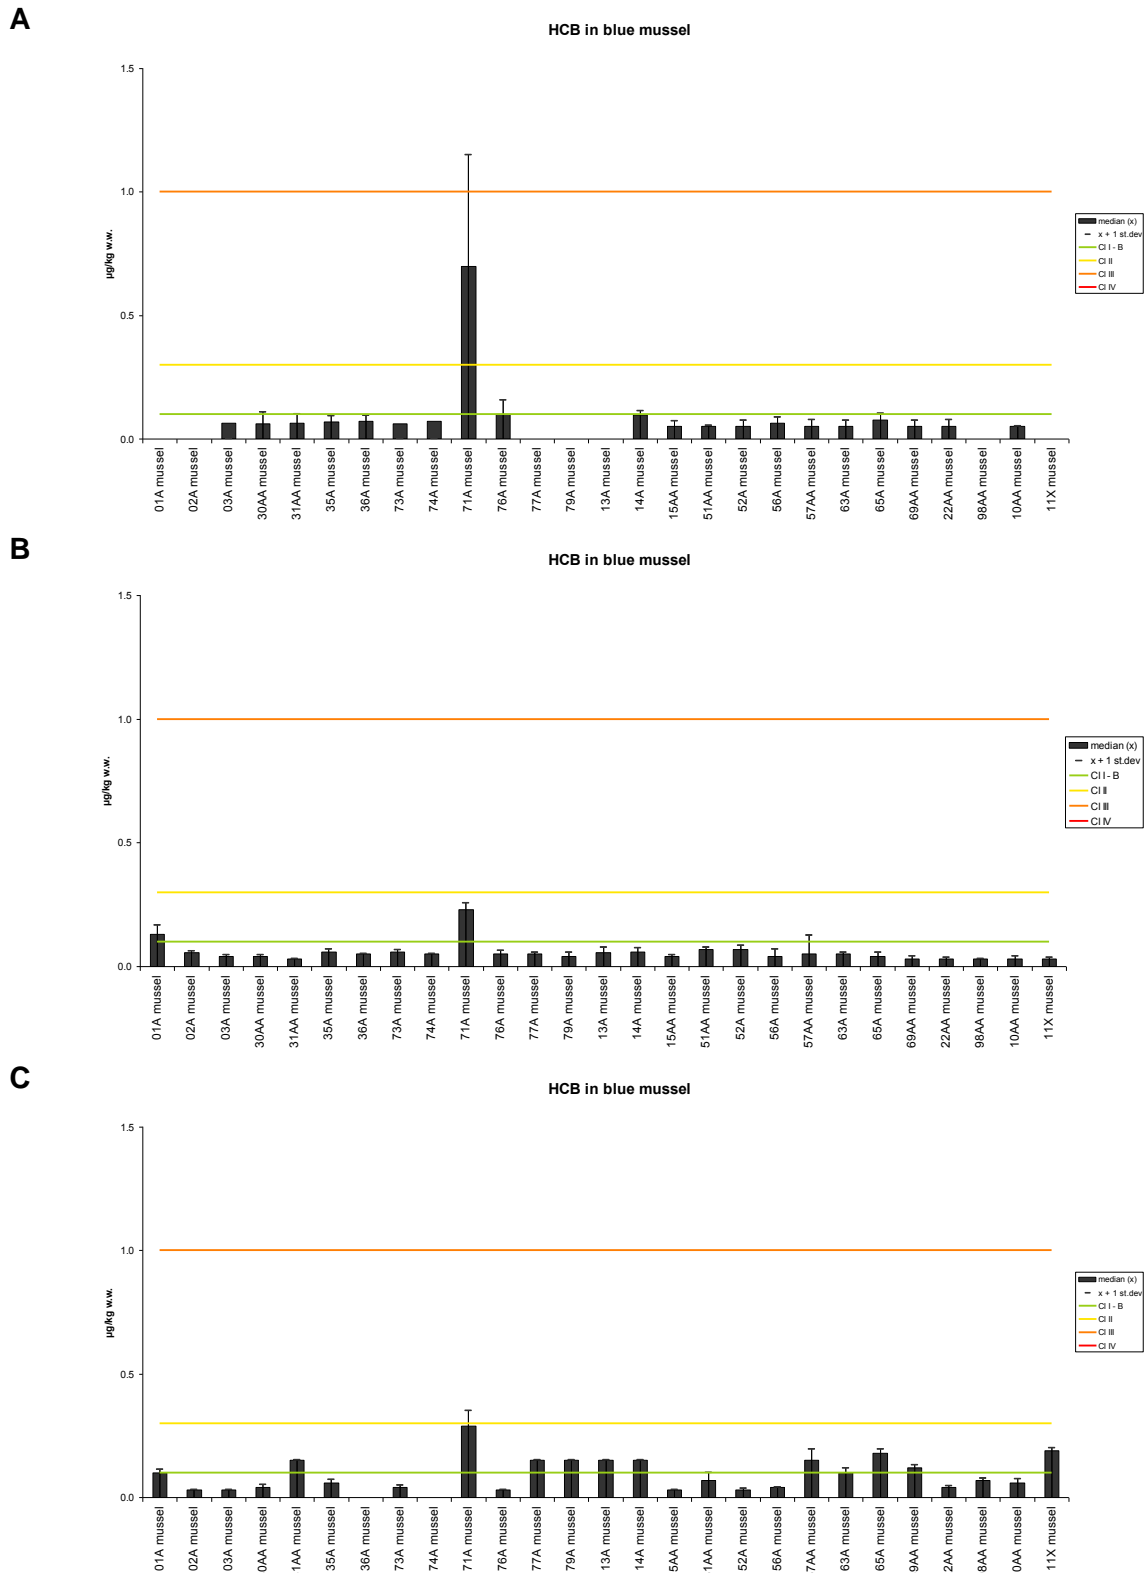 A
HCB in blue mussel
1.5
1.0
0.5
0.0
µg/kg w.w.
median (x)
x + 1 st.dev
Cl I - B
Cl II
Cl III
Cl IV
01A mussel
02A mussel
03A mussel
30AA mussel
31AA mussel
35A mussel
36A mussel
73A mussel
74A mussel
71A mussel
76A mussel
77A mussel
79A mussel
13A mussel
14A mussel
15AA mussel
51AA mussel
52A mussel
56A mussel
57AA mussel
63A mussel
65A mussel
69AA mussel
22AA mussel
98AA mussel
10AA mussel
11X mussel
B
HCB in blue mussel
1.5
1.0
0.5
0.0
µg/kg w.w.
median (x)
x + 1 st.dev
Cl I - B
Cl II
Cl III
Cl IV
01A mussel
02A mussel
03A mussel
30AA mussel
31AA mussel
35A mussel
36A mussel
73A mussel
74A mussel
71A mussel
76A mussel
77A mussel
79A mussel
13A mussel
14A mussel
15AA mussel
51AA mussel
52A mussel
56A mussel
57AA mussel
63A mussel
65A mussel
69AA mussel
22AA mussel
98AA mussel
10AA mussel
11X mussel
C
HCB in blue mussel
1.5
1.0
0.5
0.0
µg/kg w.w.
median (x)
x + 1 st.dev
Cl I - B
Cl II
Cl III
Cl IV
01A mussel
02A mussel
03A mussel
0AA mussel
1AA mussel
35A mussel
36A mussel
73A mussel
74A mussel
71A mussel
76A mussel
77A mussel
79A mussel
13A mussel
14A mussel
5AA mussel
1AA mussel
52A mussel
56A mussel
7AA mussel
63A mussel
65A mussel
9AA mussel
2AA mussel
8AA mussel
0AA mussel
11X mussel